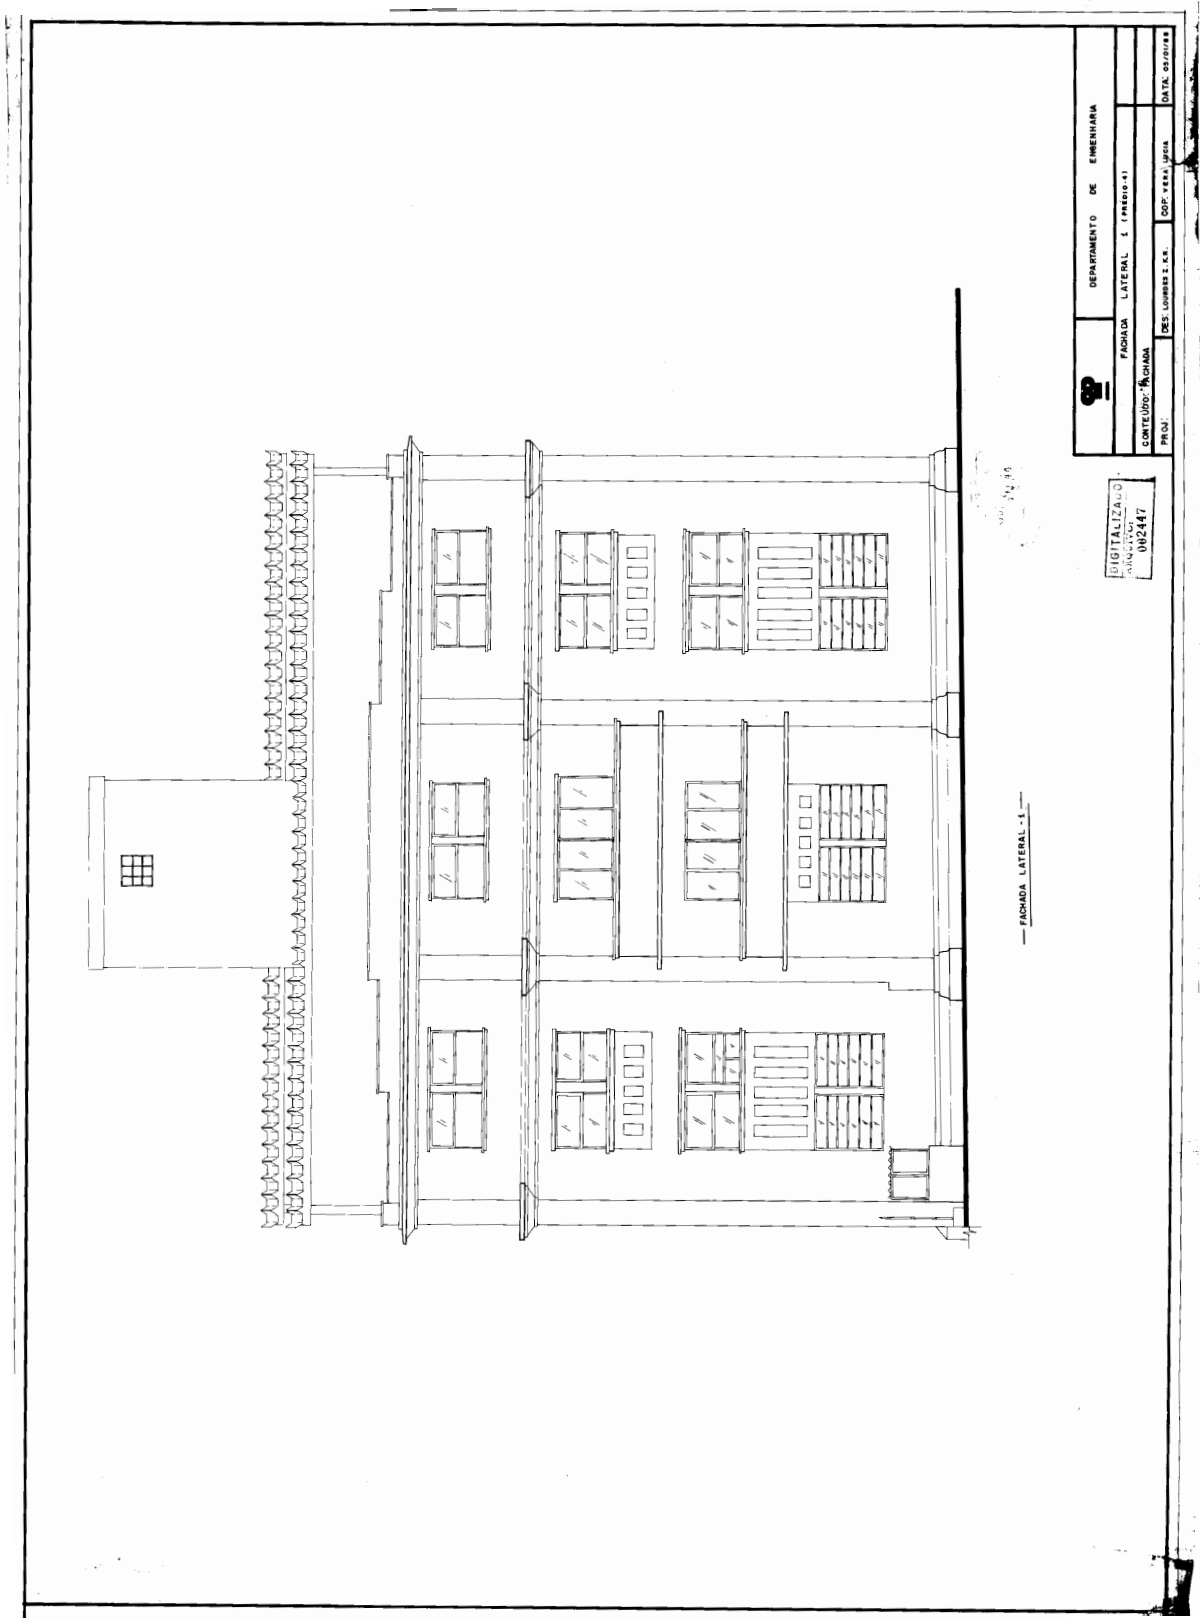 DEPARTAMENTO DE ENGENHARIA
FACHADA LATERAL 1 (PRÉDIO-4)
CONTEÚDO: FACHADA
PROJ:
DES: LOURDES Z.K.R.
COP: VERA LUCIA
DATA: 05/01/88
DIGITALIZADO
ARQUIVO:
002447
— FACHADA LATERAL - 1 —